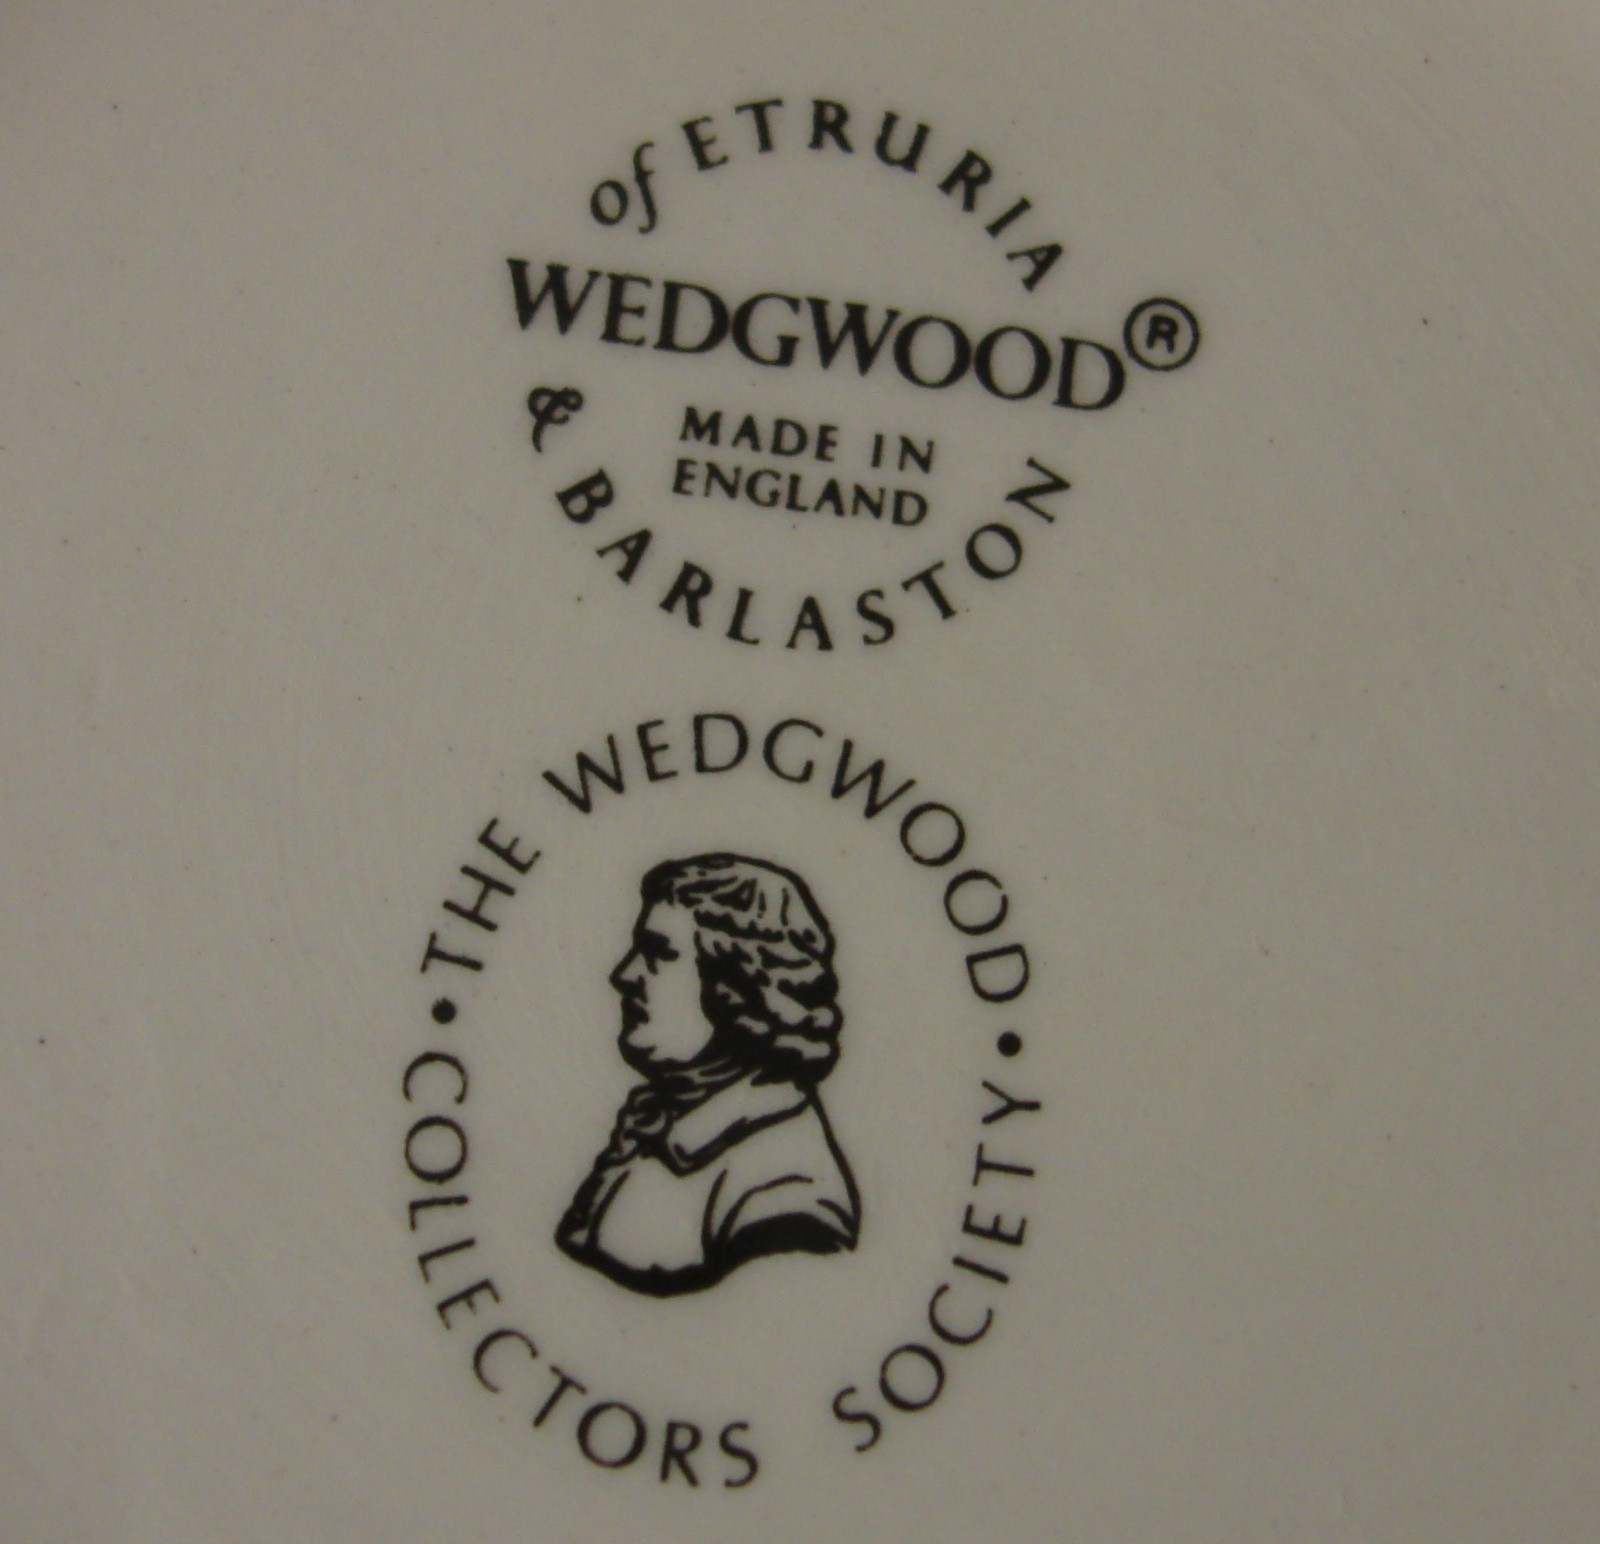 of ETRURIA
WEDGWOOD®
MADE IN
ENGLAND
& BARLASTON
• THE WEDGWOOD •
COLLECTORS SOCIETY